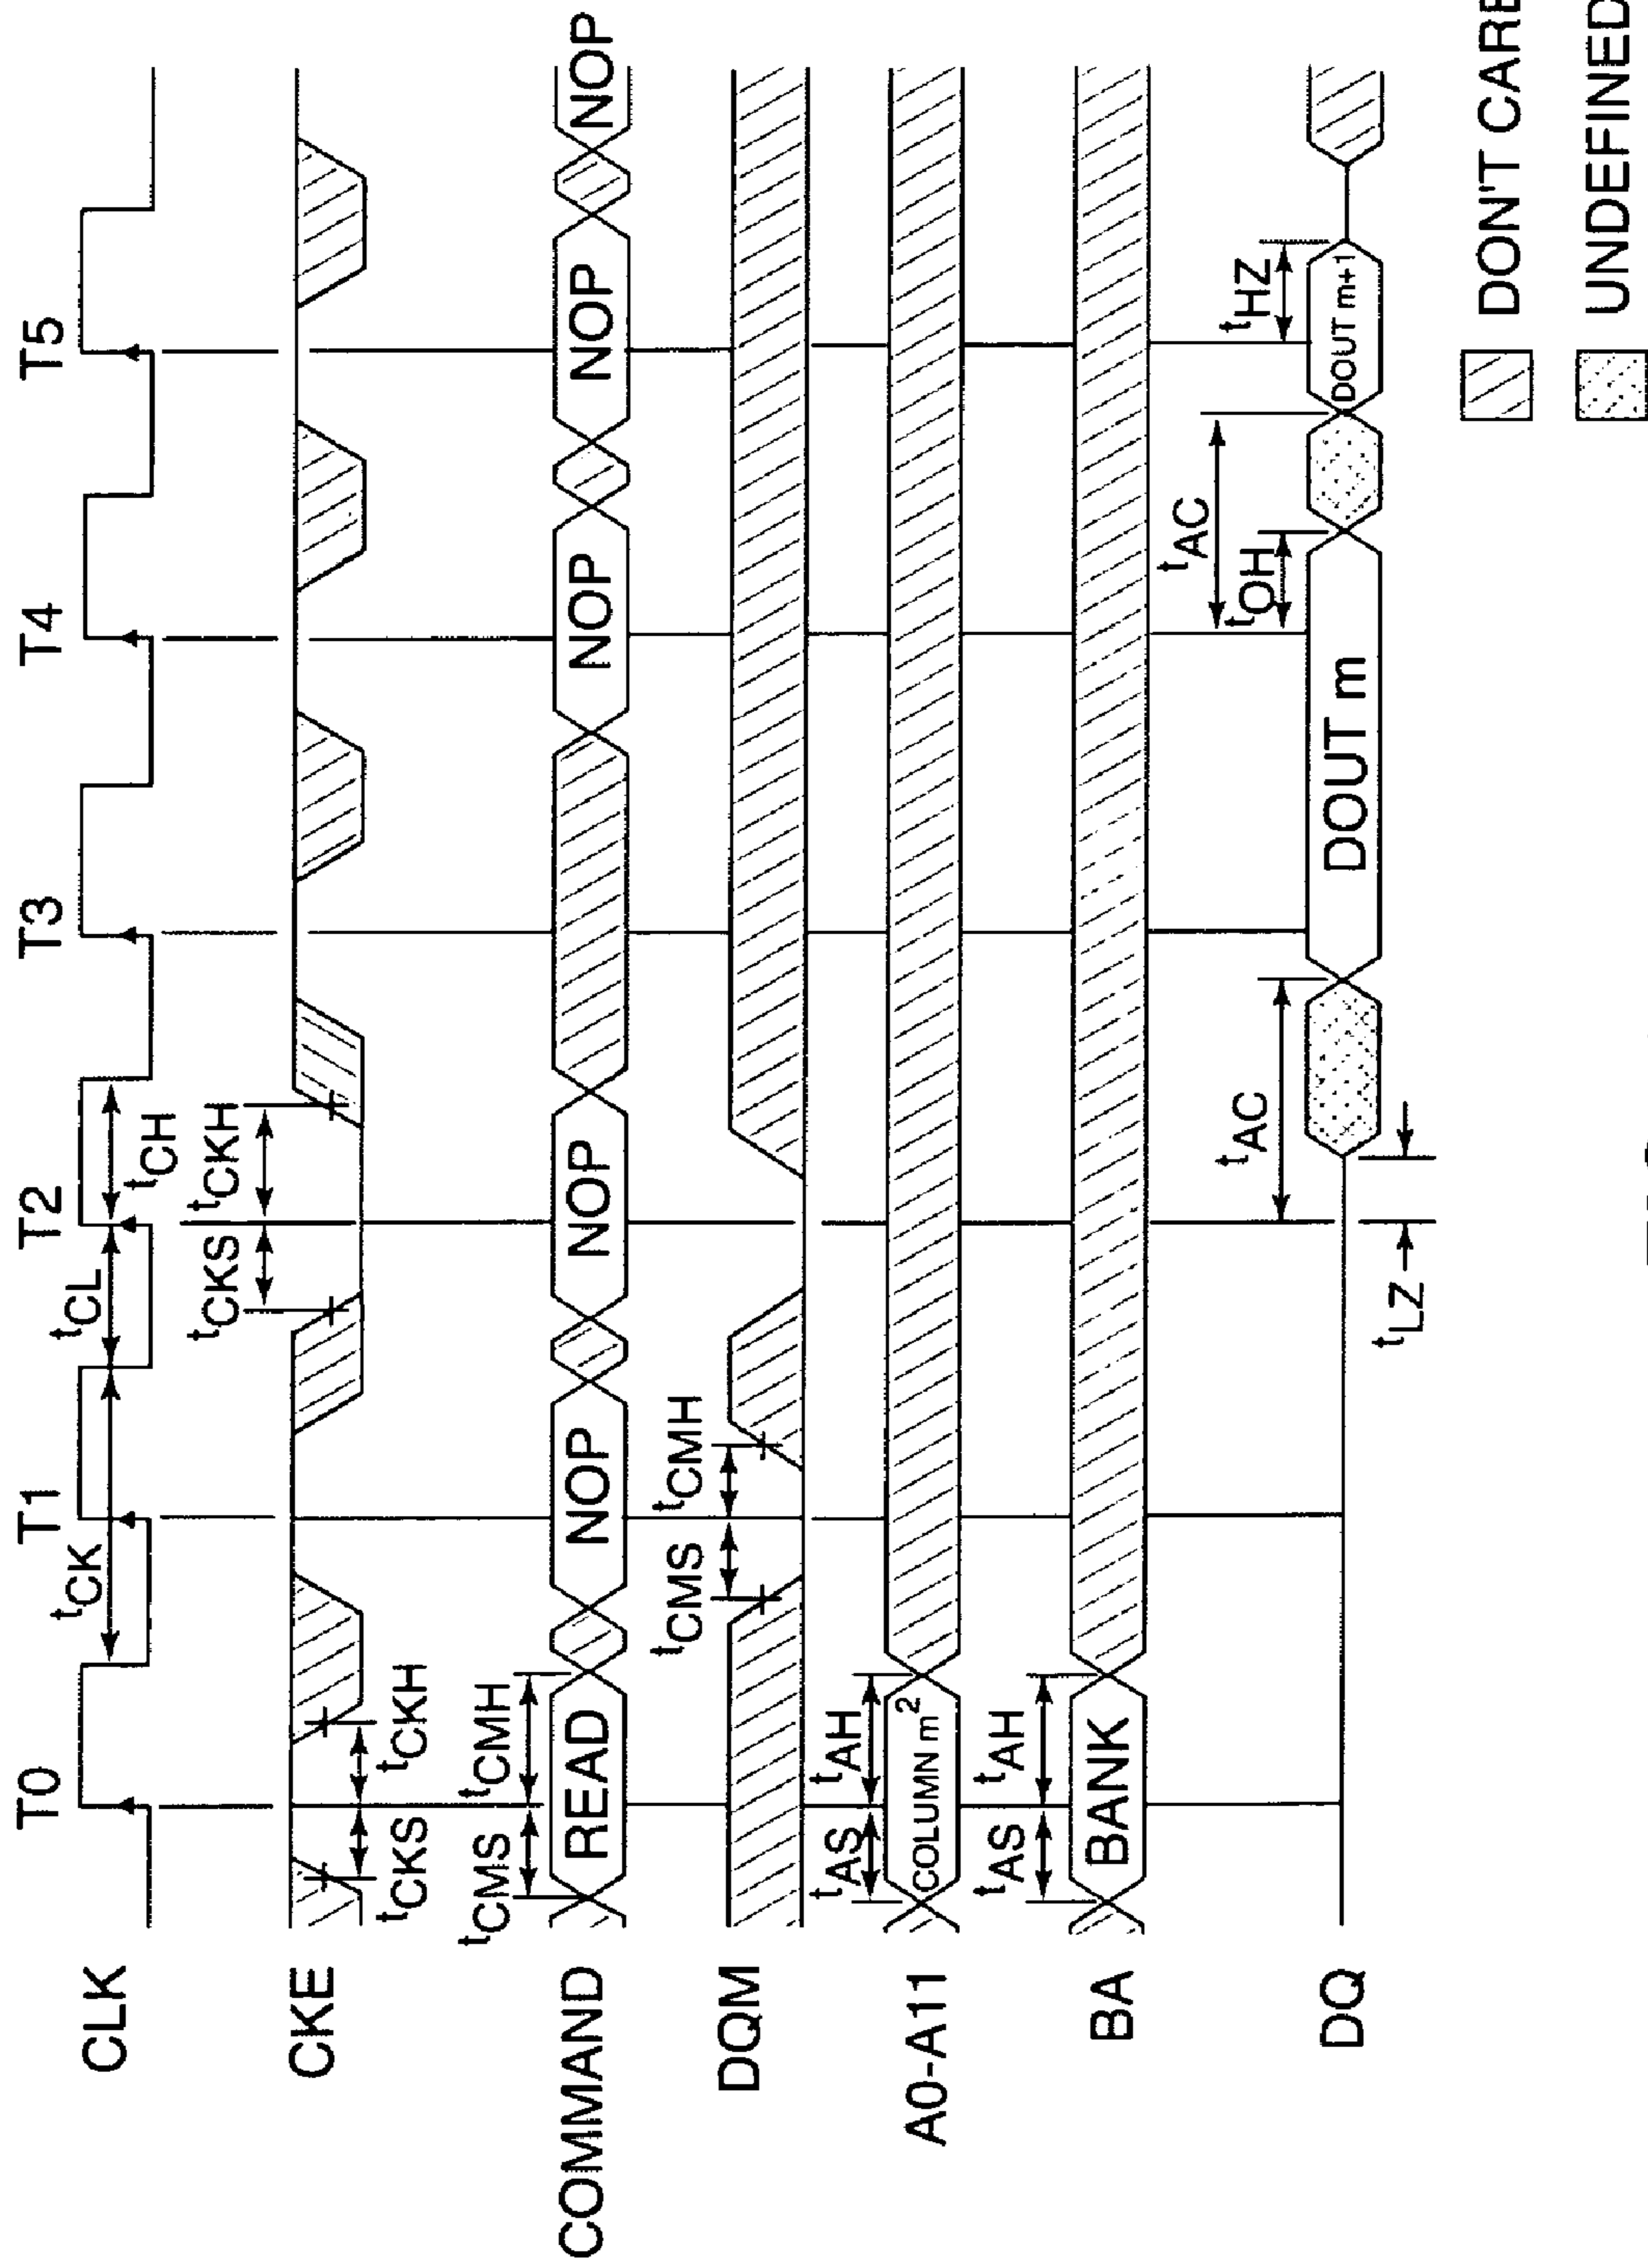 T0 T1 T2 T3 T4 T5
tCK tCL
CLK
tCH
tCKS tCKH
CKE
tCKS tCKH
tCMS tCMH
COMMAND READ NOP NOP NOP NOP NOP
tCMS tCMH
DQM
tAS tAH
A0-A11 COLUMN m2
tAS tAH
BA BANK
tAC
tAC
tOH tHZ
DQ DOUT m DOUT m+1
tLZ
DON'T CARE
UNDEFINED